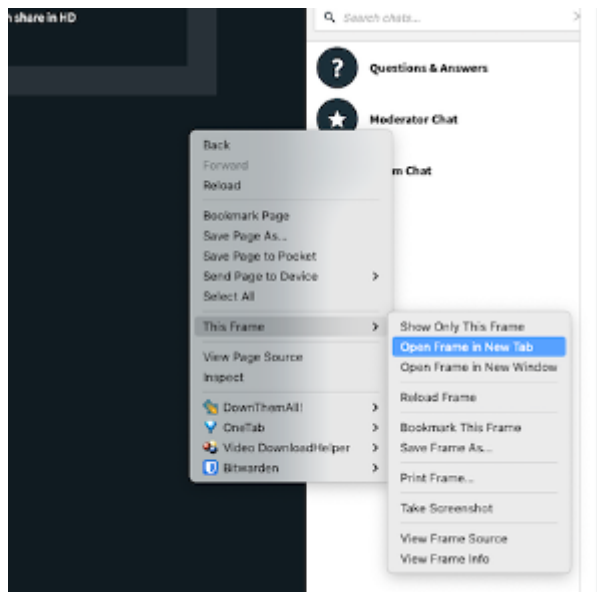 n share in HD
Search chats...
Questions & Answers
Moderator Chat
m Chat
Back
Forward
Reload
Bookmark Page
Save Page As...
Save Page to Pocket
Send Page to Device
Select All
This Frame
View Page Source
Inspect
DownThemAll!
OneTab
Video DownloadHelper
Bitwarden
Show Only This Frame
Open Frame in New Tab
Open Frame in New Window
Reload Frame
Bookmark This Frame
Save Frame As...
Print Frame...
Take Screenshot
View Frame Source
View Frame Info